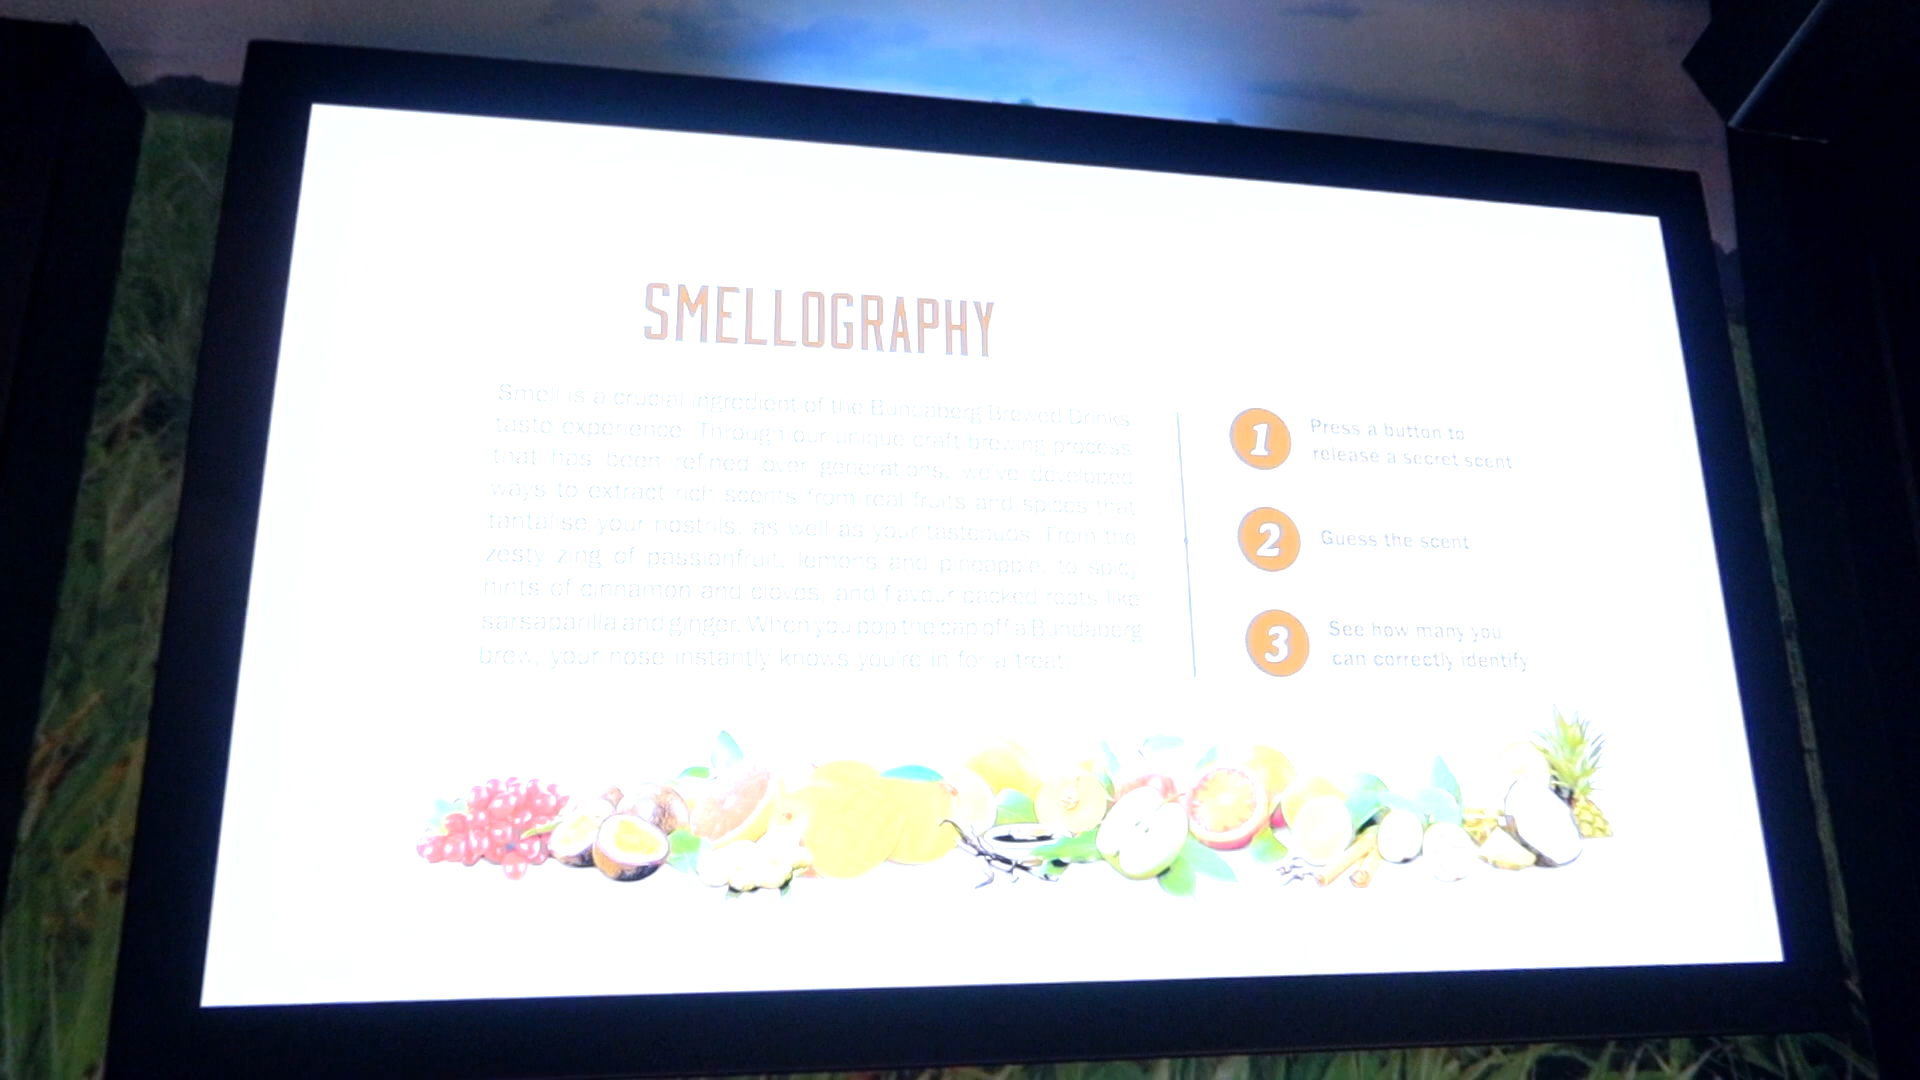 SMELLOGRAPHY
Smell is a crucial ingredient of the Bundaberg Brewed Drinks
taste experience. Through our unique craft brewing process
that has been refined over generations, we've developed
ways to extract rich scents from real fruits and spices that
tantalise your nostrils, as well as your tastebuds. From the
zesty zing of passionfruit, lemons and pineapple, to spicy
hints of cinnamon and cloves, and flavour packed roots like
sarsaparilla and ginger. When you pop the cap off a Bundaberg
brew, your nose instantly knows you're in for a treat.
1 Press a button to
release a secret scent
2 Guess the scent
3 See how many you
can correctly identify